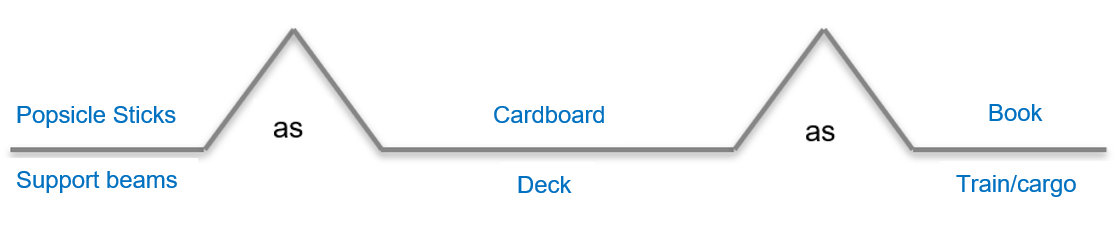 Popsicle Sticks
Support beams
as
Cardboard
Deck
as
Book
Train/cargo